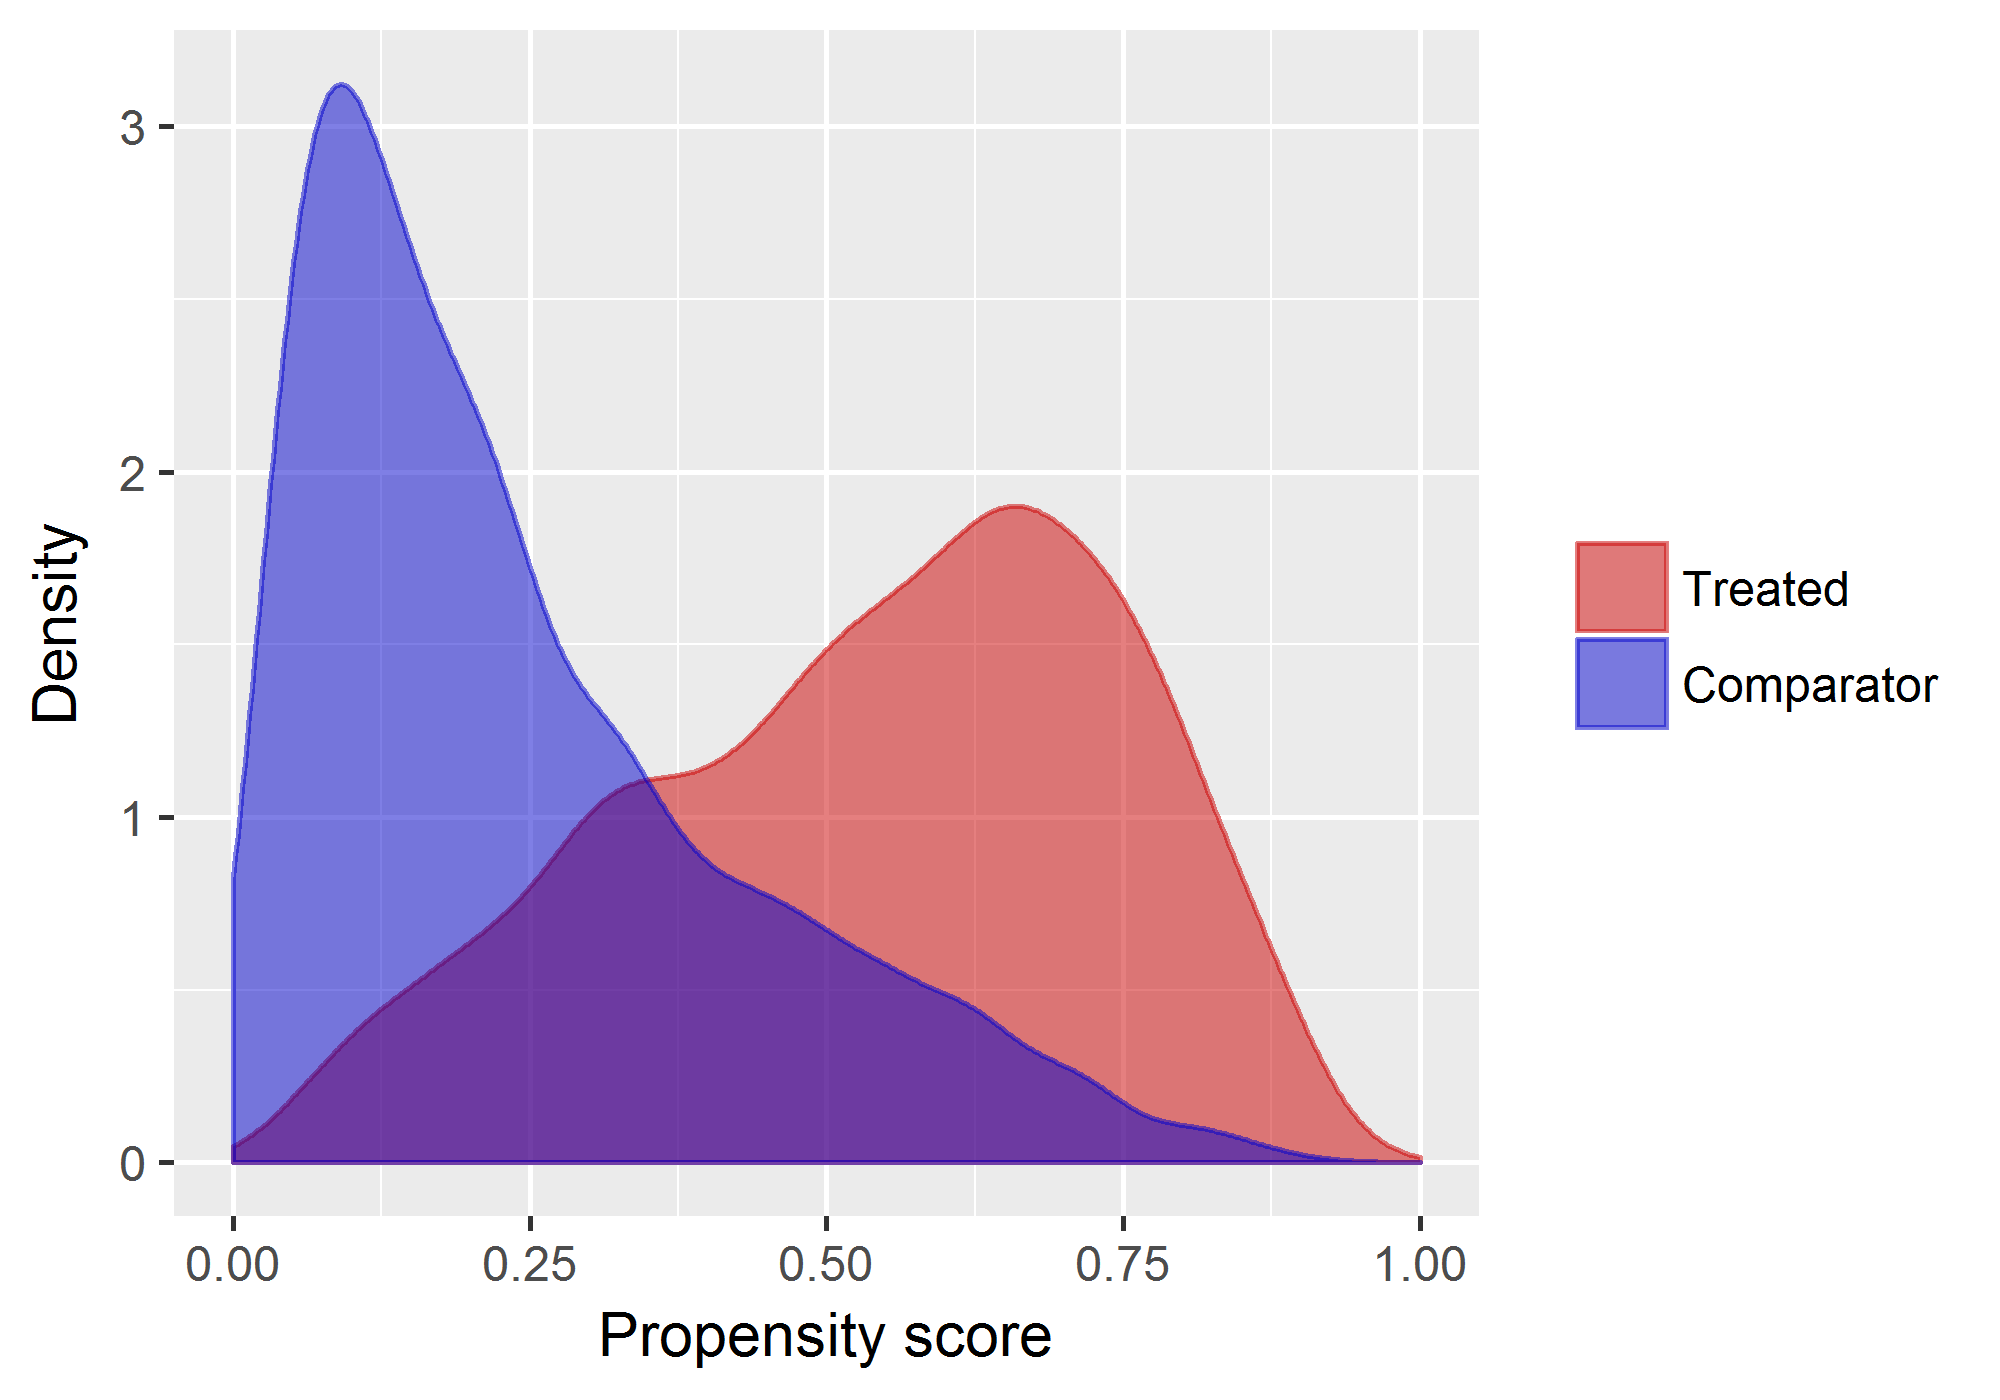 3
2
1
0
Density
0.00 0.25 0.50 0.75 1.00
Propensity score
Treated
Comparator